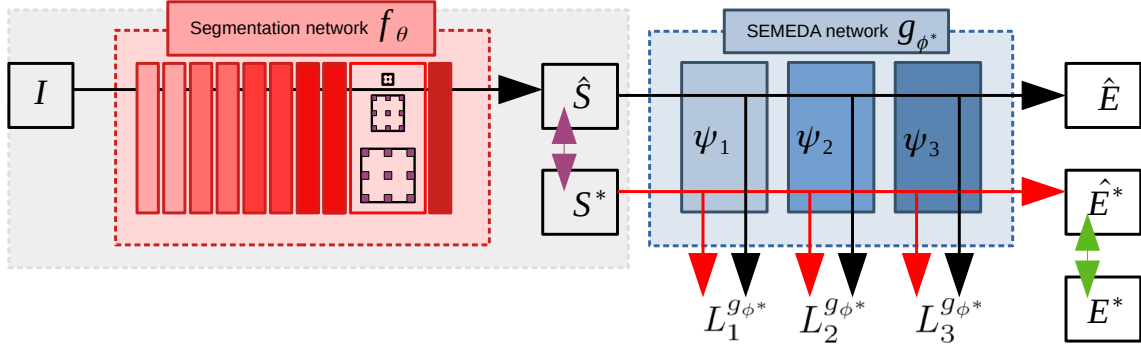 Segmentation network f_θ
SEMEDA network g_ϕ*
I
Ŝ
Ê
ψ₁ ψ₂ ψ₃
S*
Ê*
E*
L₁^{g_ϕ*} L₂^{g_ϕ*} L₃^{g_ϕ*}